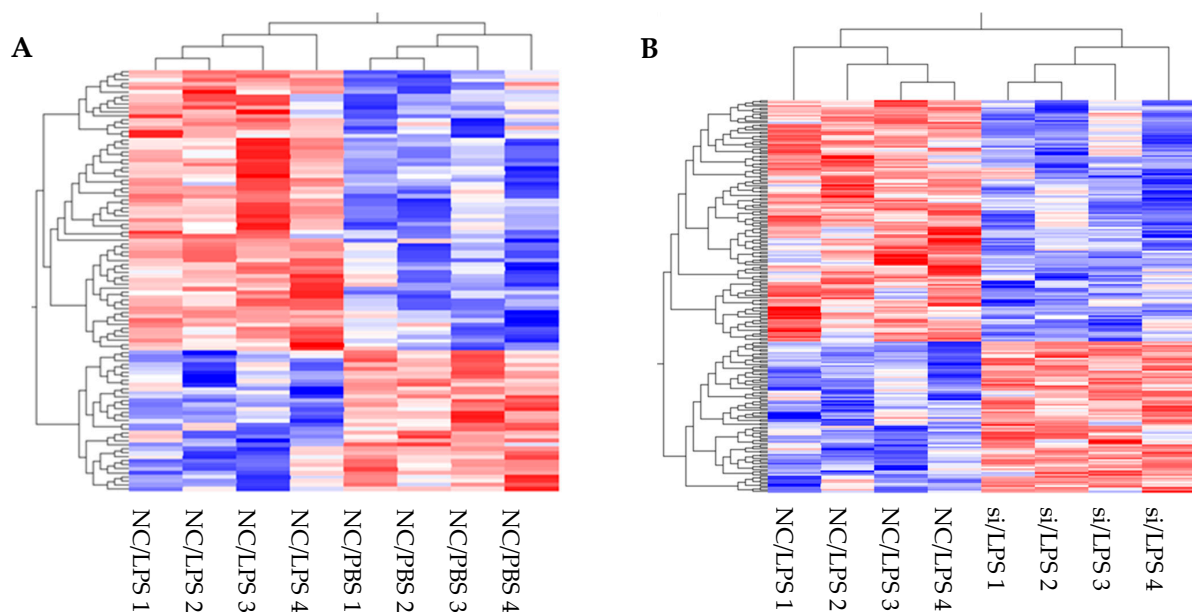 A
B
NC/LPS 1
NC/LPS 2
NC/LPS 3
NC/LPS 4
NC/PBS 1
NC/PBS 2
NC/PBS 3
NC/PBS 4
NC/LPS 1
NC/LPS 2
NC/LPS 3
NC/LPS 4
si/LPS 1
si/LPS 2
si/LPS 3
si/LPS 4